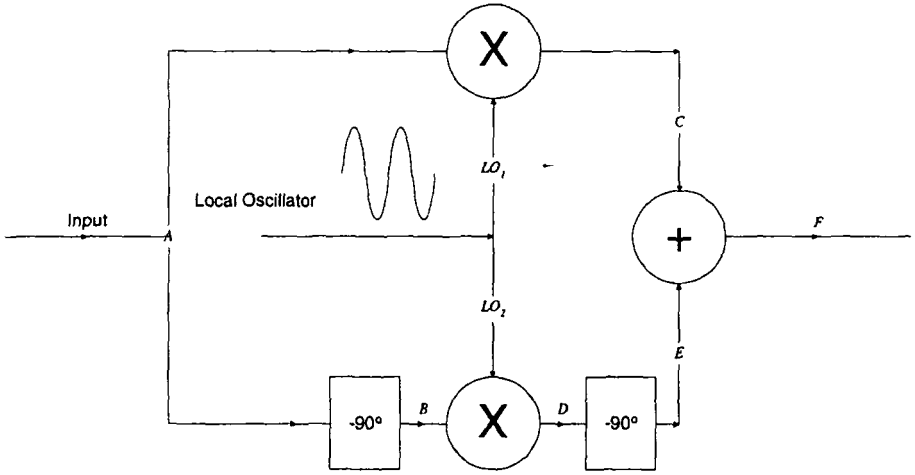 X
C
LO1
Local Oscillator
Input
A
+
F
LO2
E
-90°
B
X
D
-90°